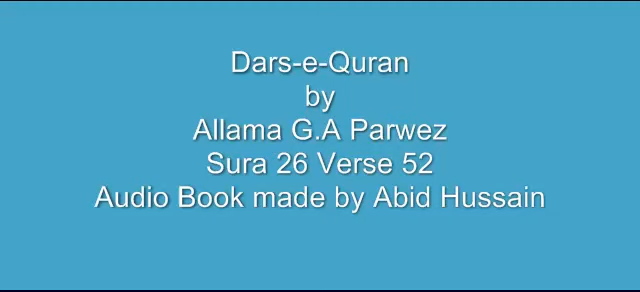 Dars-e-Quran
by
Allama G.A Parwez
Sura 26 Verse 52
Audio Book made by Abid Hussain